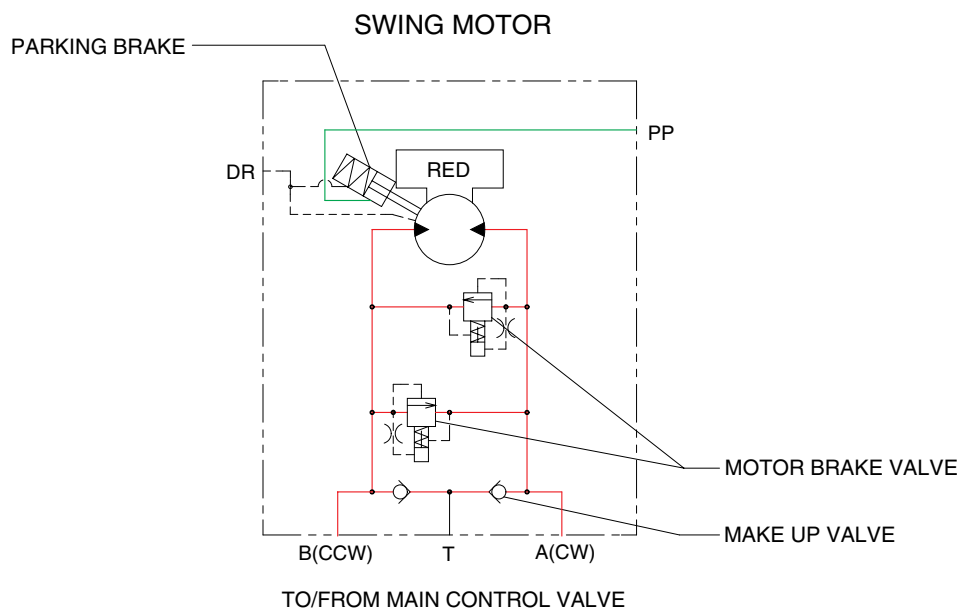 SWING MOTOR
PARKING BRAKE
PP
DR
RED
MOTOR BRAKE VALVE
MAKE UP VALVE
B(CCW) T A(CW)
TO/FROM MAIN CONTROL VALVE